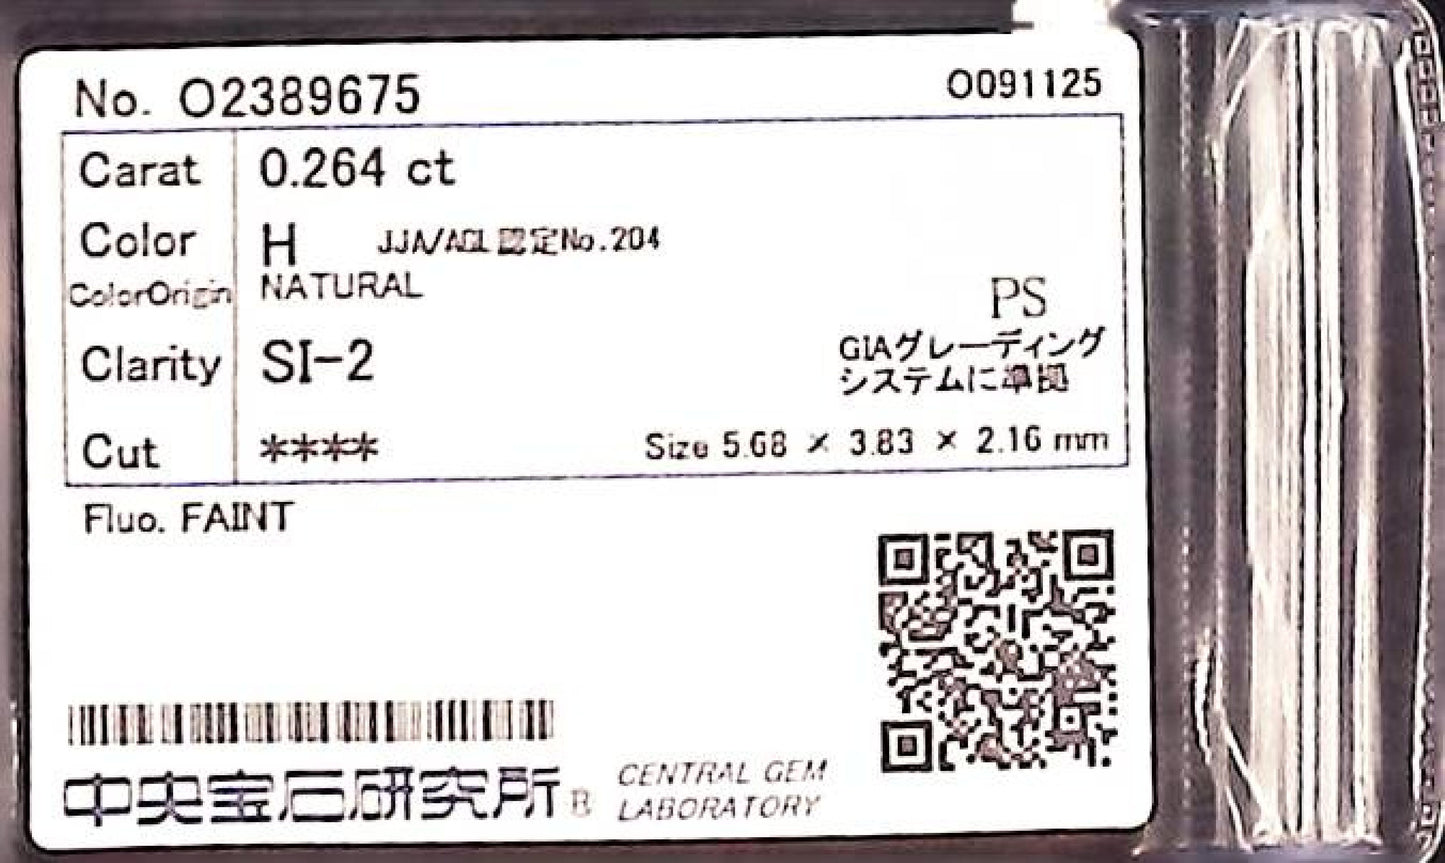 No. O2389675 O091125
Carat 0.264 ct
Color H JJA/AGL認定No.204
ColorOrigin NATURAL
PS
GIAグレーディング
Clarity SI-2
システムに準拠
Cut **** Size 5.68 × 3.83 × 2.16 mm
Fluo. FAINT
中央宝石研究所 CENTRAL GEM
LABORATORY